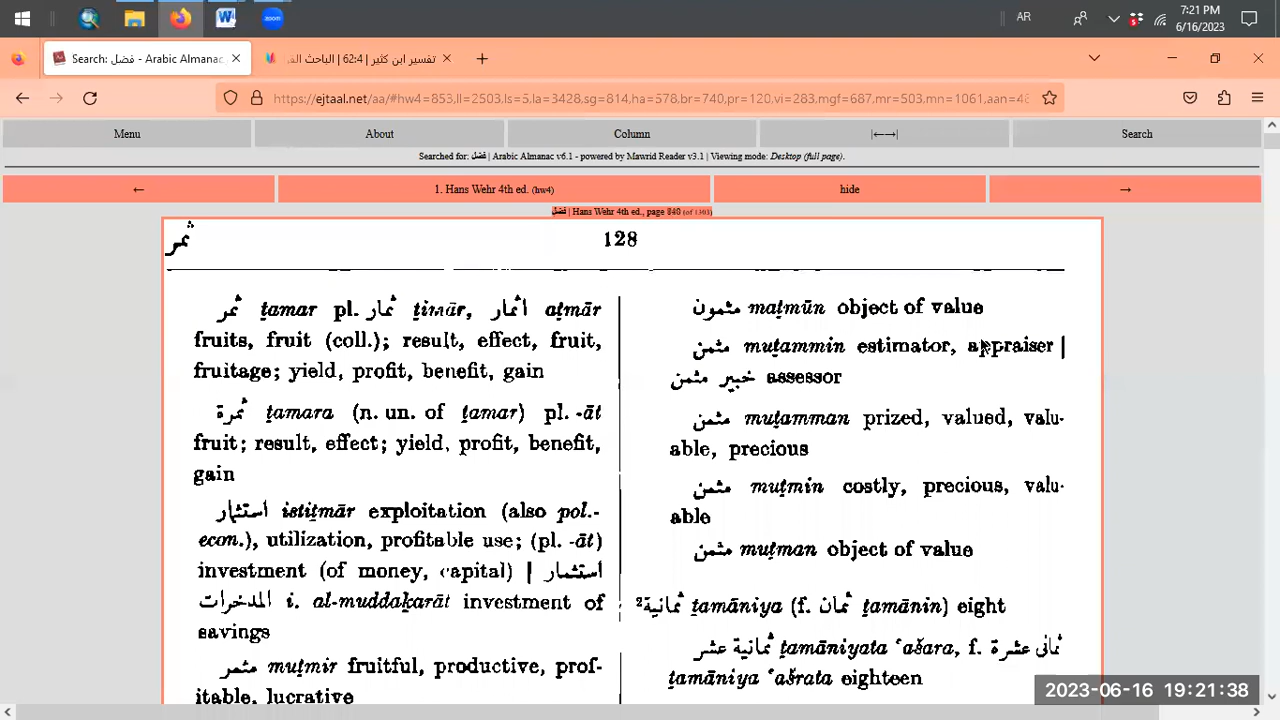 AR
7:21 PM
6/16/2023
Search: فضل - Arabic Almanac,
تفسير ابن كثير | 62:4 | الباحث الق
https://ejtaal.net/aa/#hw4=853,ll=2503,ls=5,la=3428,sg=814,ha=578,br=740,pr=120,vi=283,mgf=687,mr=503,mn=1061,aan=48
Menu About Column |←→| Search
Searched for: فضل | Arabic Almanac v6.1 - powered by Mawrid Reader v3.1 | Viewing mode: Desktop (full page).
← 1. Hans Wehr 4th ed. (hw4) hide →
فضل | Hans Wehr 4th ed., page 840 (of 1303)
ثمر 128
ثمر ṯamar pl. ثمار ṯimār, اثمار aṯmār
fruits, fruit (coll.); result, effect, fruit,
fruitage; yield, profit, benefit, gain
ثمرة ṯamara (n. un. of ṯamar) pl. -āt
fruit; result, effect; yield, profit, benefit,
gain
استثمار istiṯmār exploitation (also pol.-
econ.), utilization, profitable use; (pl. -āt)
investment (of money, capital) | استثمار
المدخرات i. al-muddaḵarāt investment of
savings
مثمر muṯmir fruitful, productive, prof-
itable, lucrative
مثمون maṯmūn object of value
مثمن muṯammin estimator, appraiser |
خبير مثمن assessor
مثمن muṯamman prized, valued, valu-
able, precious
مثمن muṯmin costly, precious, valu-
able
مثمن muṯman object of value
²ثمانية ṯamāniya (f. ثمان ṯamānin) eight
ثمانية عشر ṯamāniyata ʿašara, f. ثمانى عشرة
ṯamāniya ʿašrata eighteen
2023-06-16 19:21:38